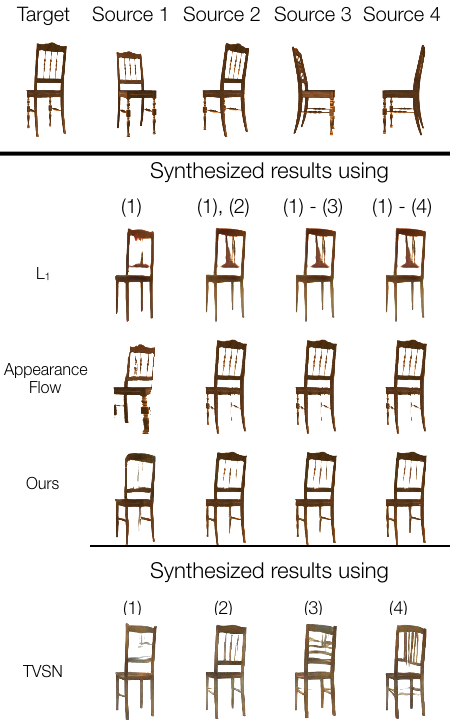 Target Source 1 Source 2 Source 3 Source 4
Synthesized results using
(1) (1), (2) (1) - (3) (1) - (4)
L₁
Appearance
Flow
Ours
Synthesized results using
(1) (2) (3) (4)
TVSN